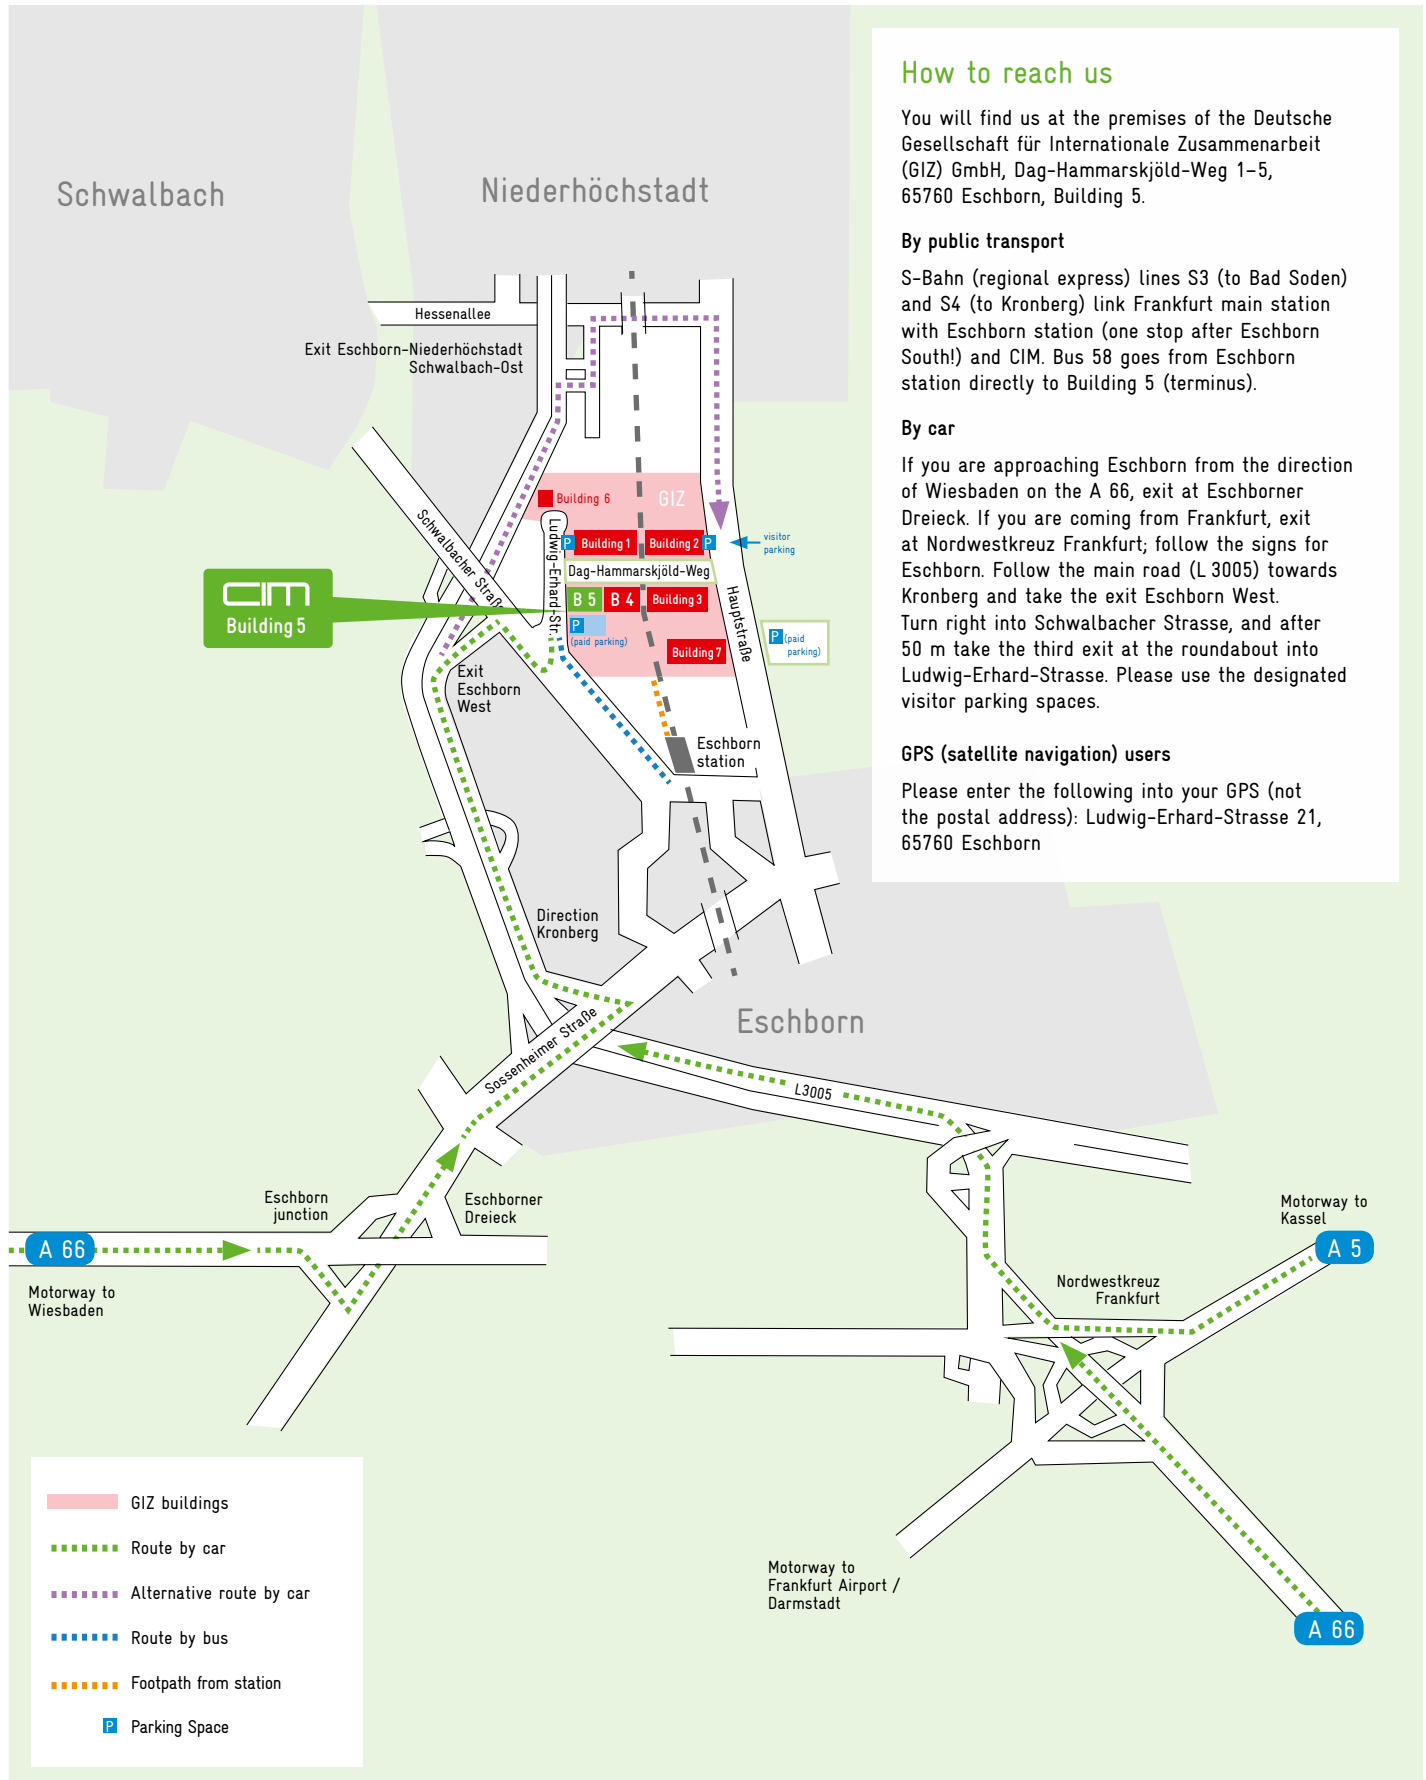 How to reach us
You will find us at the premises of the Deutsche
Gesellschaft für Internationale Zusammenarbeit
(GIZ) GmbH, Dag-Hammarskjöld-Weg 1–5,
65760 Eschborn, Building 5.
By public transport
S-Bahn (regional express) lines S3 (to Bad Soden)
and S4 (to Kronberg) link Frankfurt main station
with Eschborn station (one stop after Eschborn
South!) and CIM. Bus 58 goes from Eschborn
station directly to Building 5 (terminus).
By car
If you are approaching Eschborn from the direction
of Wiesbaden on the A 66, exit at Eschborner
Dreieck. If you are coming from Frankfurt, exit
at Nordwestkreuz Frankfurt; follow the signs for
Eschborn. Follow the main road (L 3005) towards
Kronberg and take the exit Eschborn West.
Turn right into Schwalbacher Strasse, and after
50 m take the third exit at the roundabout into
Ludwig-Erhard-Strasse. Please use the designated
visitor parking spaces.
GPS (satellite navigation) users
Please enter the following into your GPS (not
the postal address): Ludwig-Erhard-Strasse 21,
65760 Eschborn
Schwalbach
Niederhöchstadt
Hessenallee
Exit Eschborn-Niederhöchstadt
Schwalbach-Ost
Schwalbacher Straße
Building 6
GIZ
Ludwig-Erhard-Str.
P
Building 1
Building 2
P
visitor
parking
Dag-Hammarskjöld-Weg
B 5
B 4
Building 3
Hauptstraße
CIM
Building 5
P
(paid parking)
Building 7
P
(paid
parking)
Exit
Eschborn
West
Eschborn
station
Direction
Kronberg
Eschborn
Sossenheimer Straße
L3005
Eschborn
junction
Eschborner
Dreieck
A 66
Motorway to
Wiesbaden
Motorway to
Kassel
A 5
Nordwestkreuz
Frankfurt
Motorway to
Frankfurt Airport /
Darmstadt
A 66
GIZ buildings
Route by car
Alternative route by car
Route by bus
Footpath from station
P
Parking Space